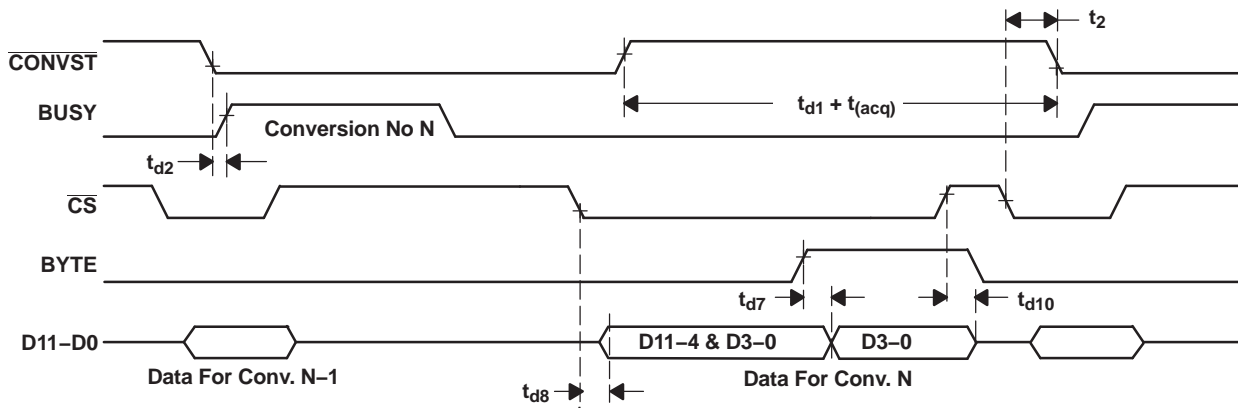 t2
CONVST
td1 + t(acq)
BUSY
Conversion No N
td2
CS
BYTE
td7
td10
D11–D0
D11–4 & D3–0
D3–0
Data For Conv. N–1
Data For Conv. N
td8